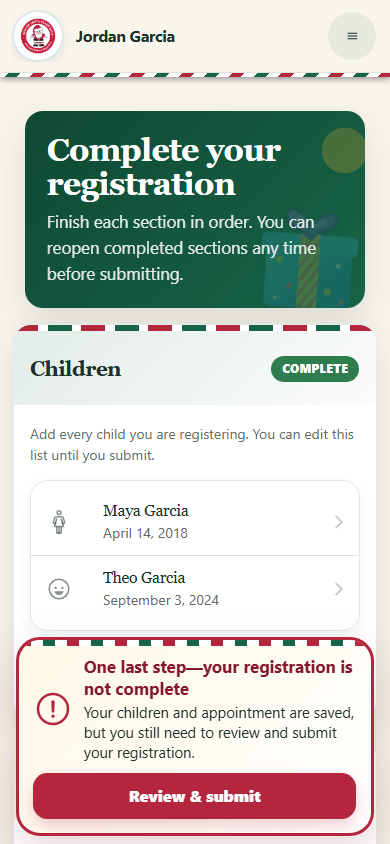 Jordan Garcia
Complete your
registration
Finish each section in order. You can
reopen completed sections any time
before submitting.
Children
COMPLETE
Add every child you are registering. You can edit this
list until you submit.
Maya Garcia
April 14, 2018
Theo Garcia
September 3, 2024
One last step—your registration is
not complete
Your children and appointment are saved,
but you still need to review and submit
your registration.
Review & submit